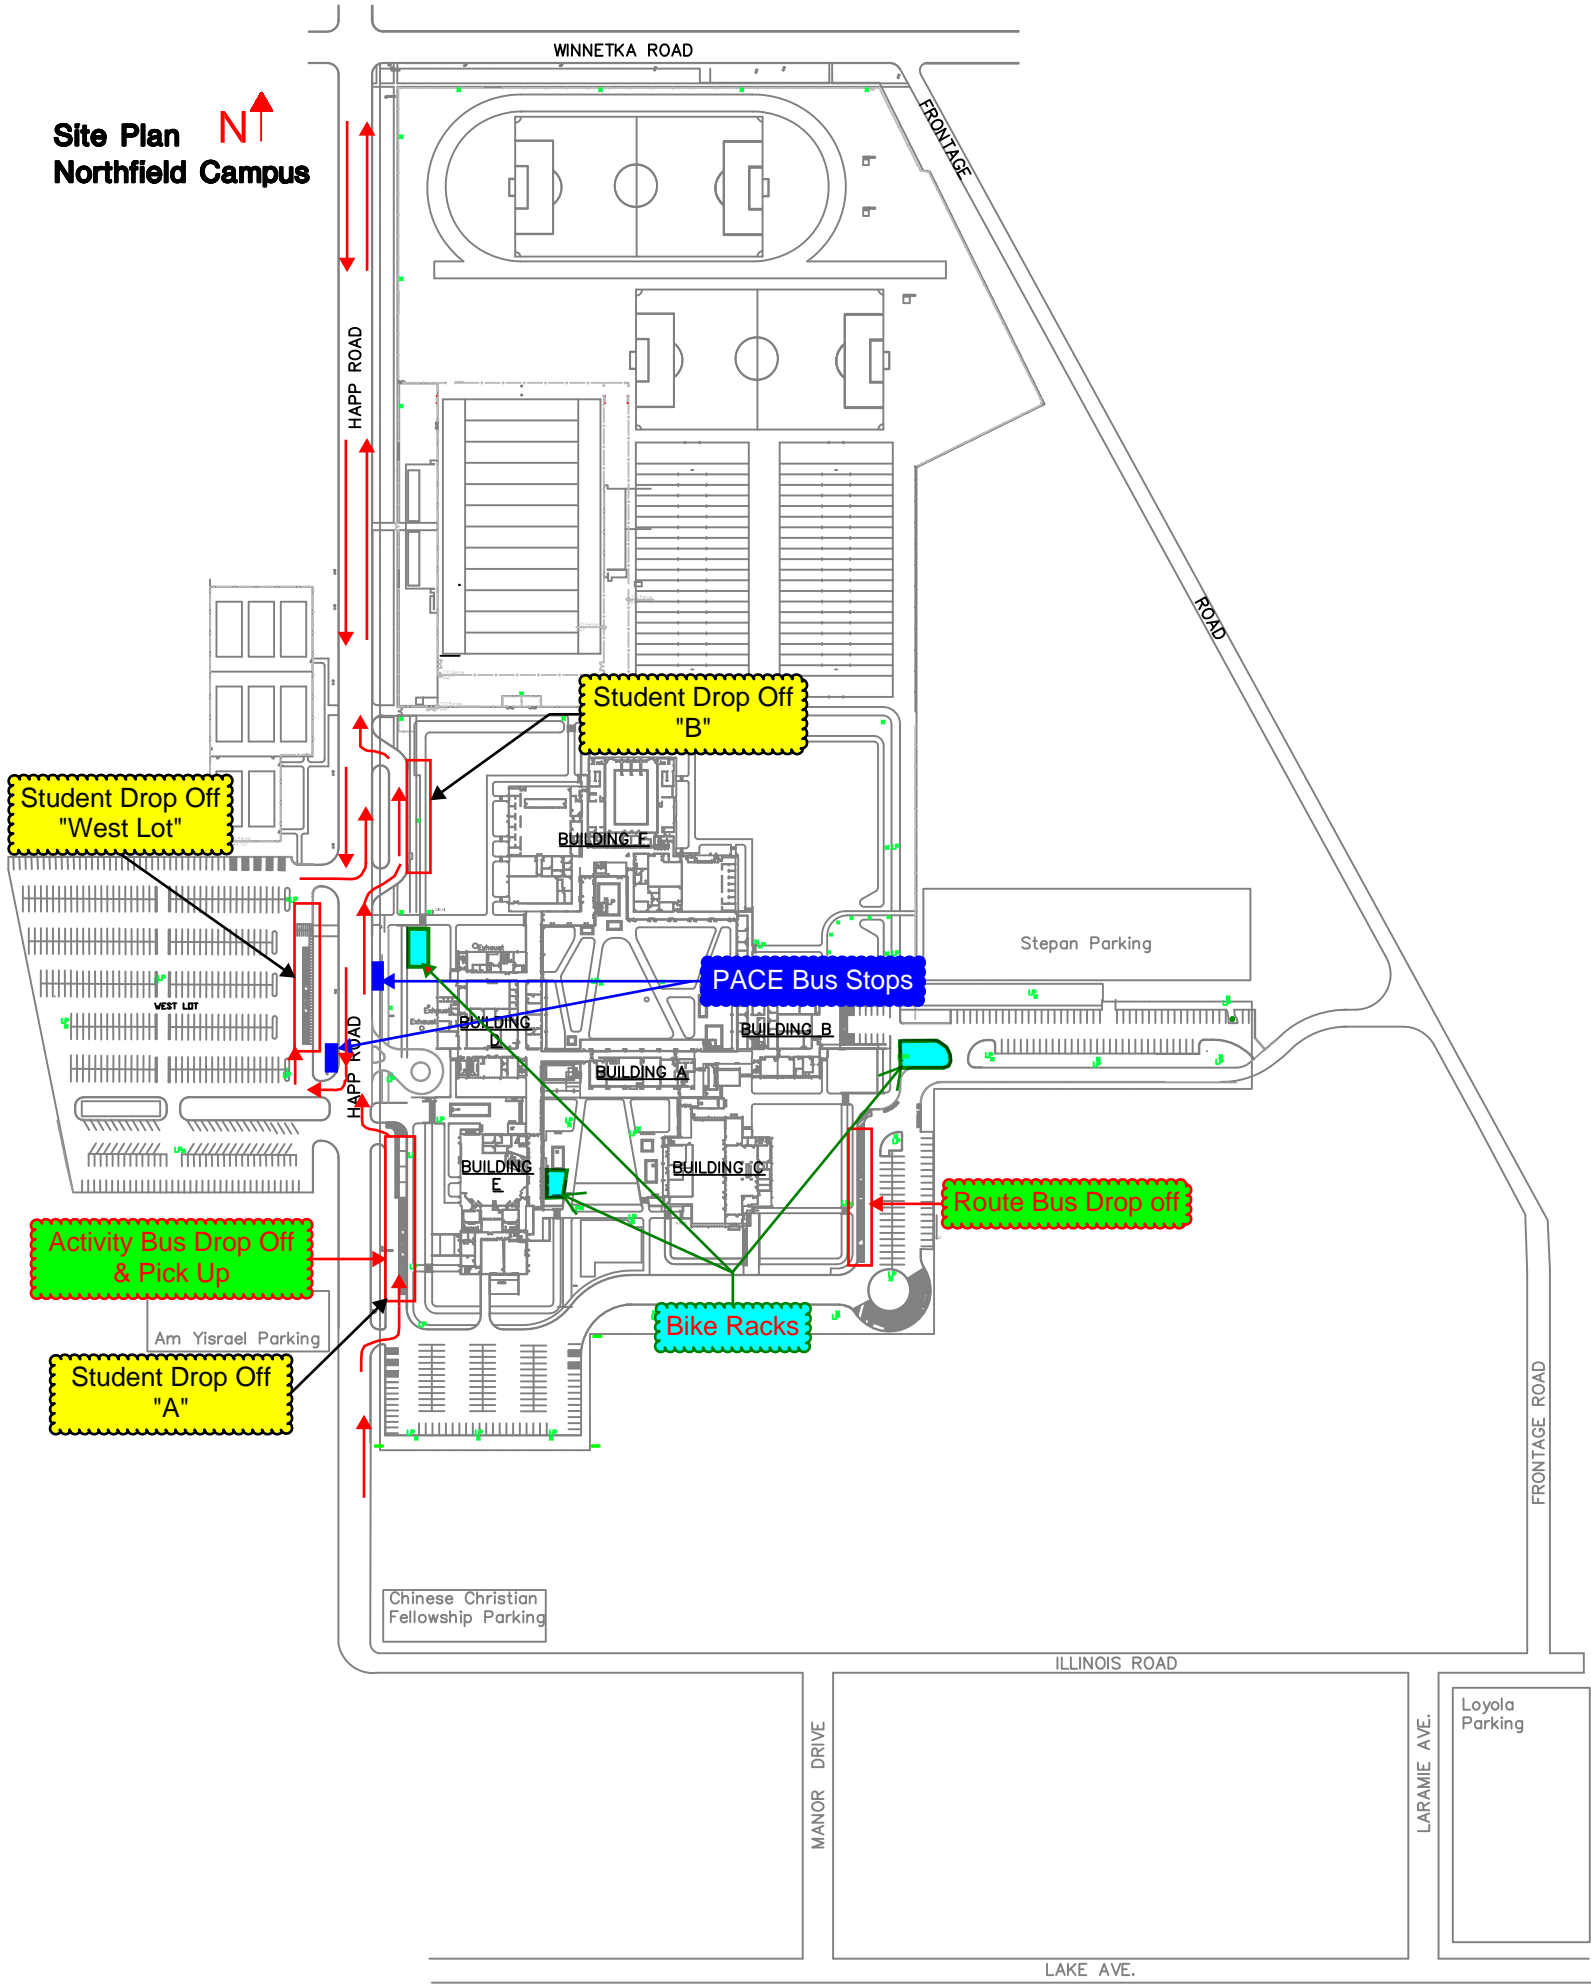 WINNETKA ROAD
Site Plan N
Northfield Campus
FRONTAGE
HAPP ROAD
ROAD
Student Drop Off
"B"
Student Drop Off
"West Lot"
BUILDING F
Stepan Parking
Exhaust
PACE Bus Stops
WEST LOT
Exhaust
Exhaust
BUILDING
D
BUILDING B
HAPP ROAD
BUILDING A
BUILDING
E
BUILDING C
Route Bus Drop off
Activity Bus Drop Off
& Pick Up
Bike Racks
Am Yisrael Parking
Student Drop Off
"A"
FRONTAGE ROAD
Chinese Christian
Fellowship Parking
ILLINOIS ROAD
Loyola
Parking
MANOR DRIVE
LARAMIE AVE.
LAKE AVE.